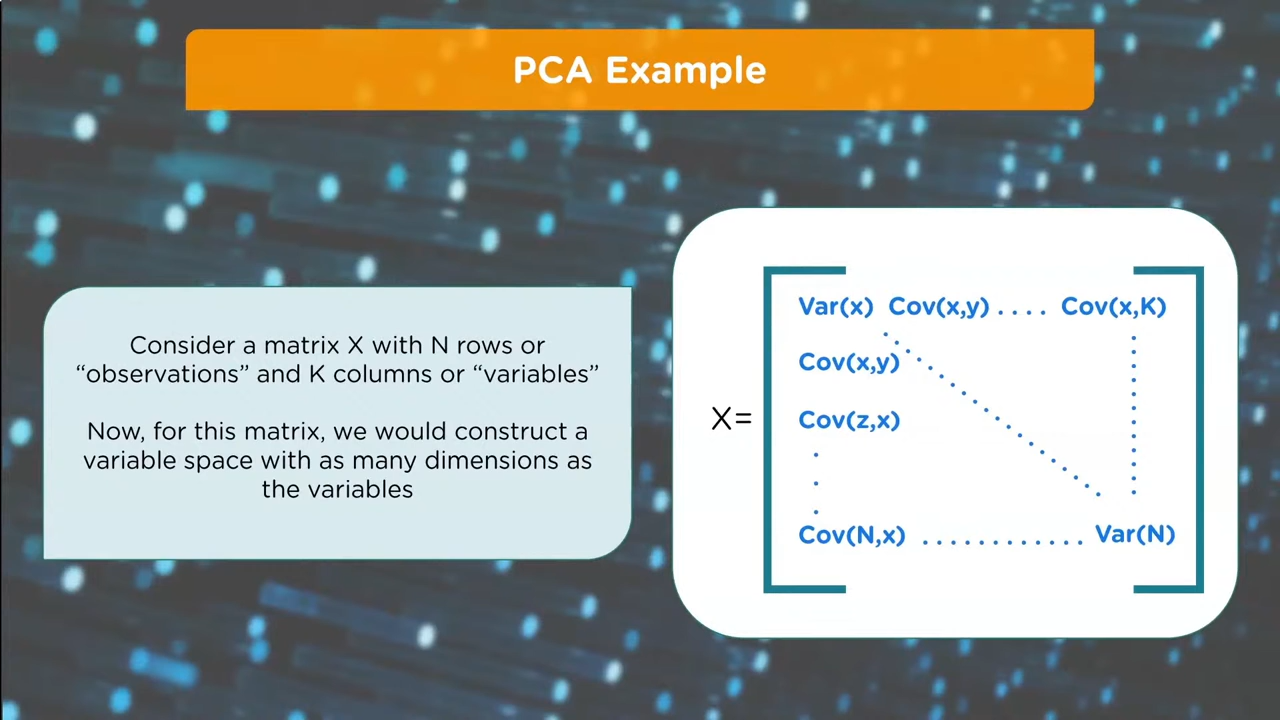 PCA Example
Consider a matrix X with N rows or
“observations” and K columns or “variables”
Now, for this matrix, we would construct a
variable space with as many dimensions as
the variables
X=
Var(x) Cov(x,y) .... Cov(x,K)
Cov(x,y)
Cov(z,x)
Cov(N,x) ............ Var(N)